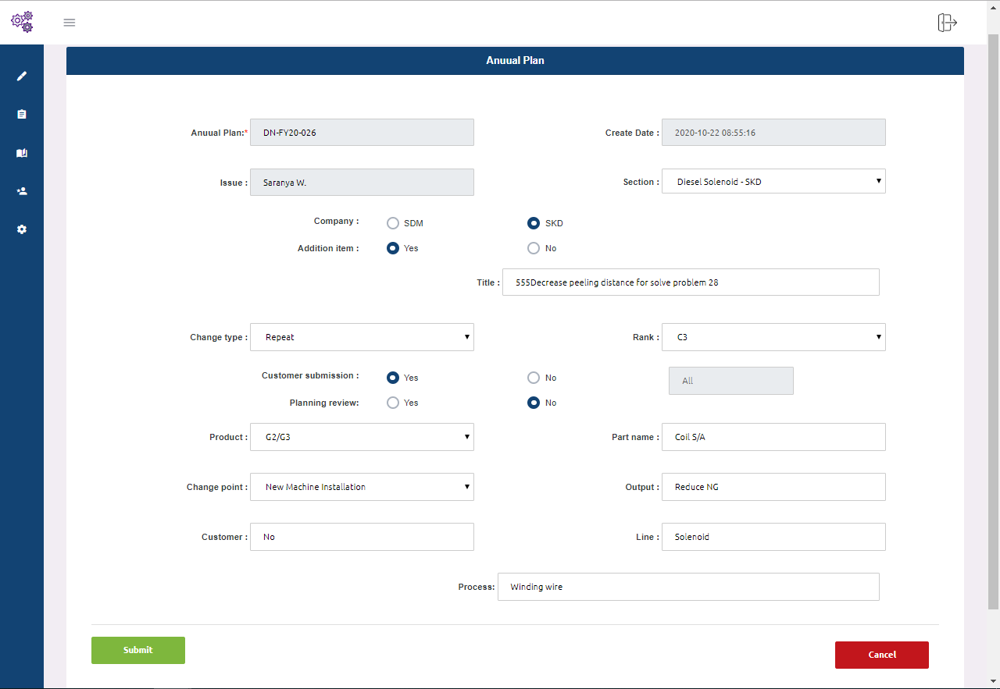 Anuual Plan
Anuual Plan:* DN-FY20-026 Create Date : 2020-10-22 08:55:16
Issue : Saranya W. Section : Diesel Solenoid - SKD
Company : SDM SKD
Addition item : Yes No
Title : 555Decrease peeling distance for solve problem 28
Change type : Repeat Rank : C3
Customer submission : Yes No All
Planning review: Yes No
Product : G2/G3 Part name : Coil S/A
Change point : New Machine Installation Output : Reduce NG
Customer : No Line : Solenoid
Process: Winding wire
Submit Cancel